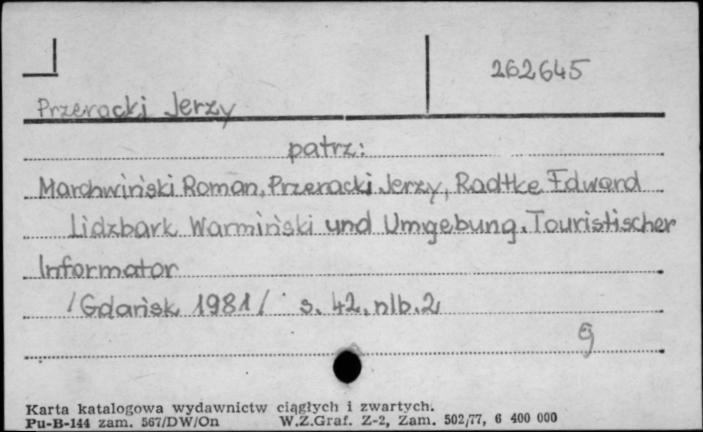 262645
Przeracki Jerzy
patrz:
Marchwiński Roman, Przeracki Jerzy, Radtke Edward
Lidzbark Warmiński und Umgebung. Touristischer
Informator
/Gdańsk 1981/ s. 42, nlb. 2
g
Karta katalogowa wydawnictw ciągłych i zwartych.
Pu-B-144 zam. 567/DW/On W.Z.Graf. Z-2, Zam. 502/77, 6 400 000